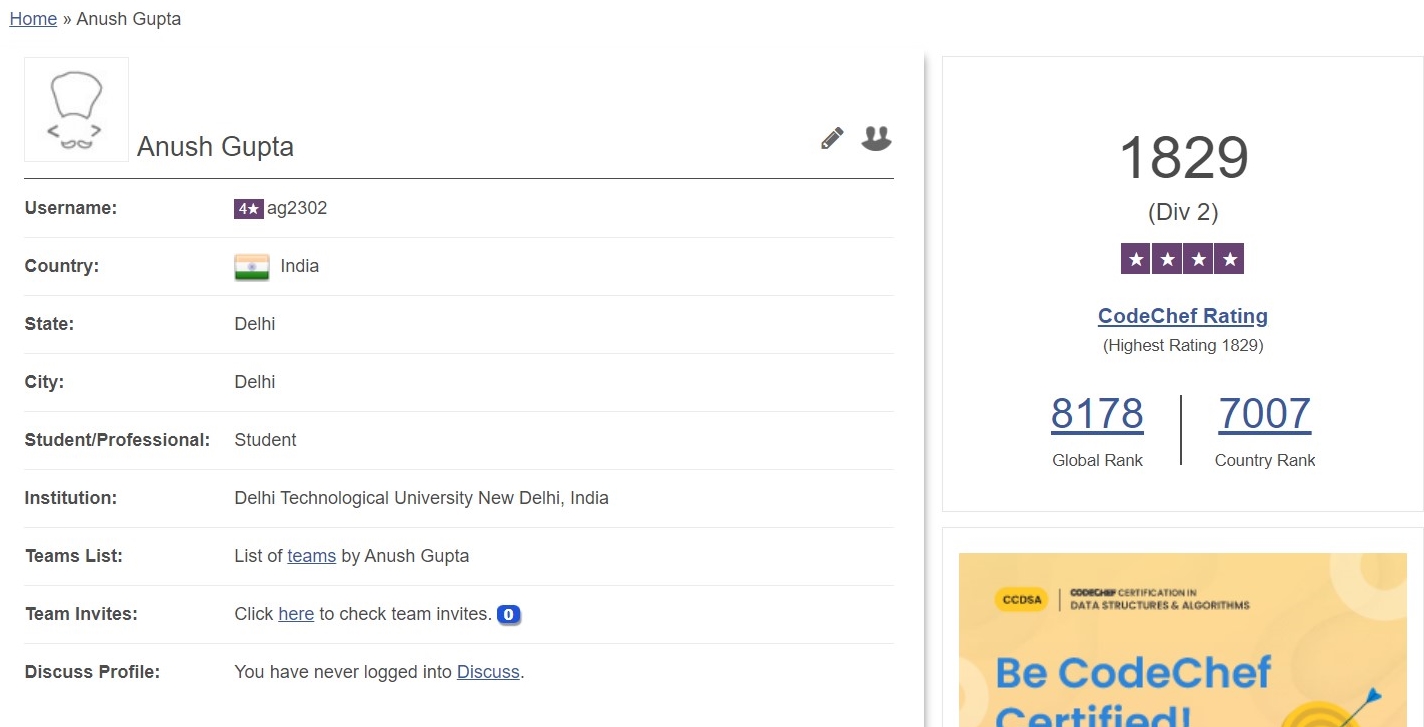 Home » Anush Gupta
Anush Gupta
Username: 4★ ag2302
Country: India
State: Delhi
City: Delhi
Student/Professional: Student
Institution: Delhi Technological University New Delhi, India
Teams List: List of teams by Anush Gupta
Team Invites: Click here to check team invites. 0
Discuss Profile: You have never logged into Discuss.
1829
(Div 2)
★ ★ ★ ★
CodeChef Rating
(Highest Rating 1829)
8178 7007
Global Rank Country Rank
CCDSA
CODECHEF CERTIFICATION IN
DATA STRUCTURES & ALGORITHMS
Be CodeChef
Certified!